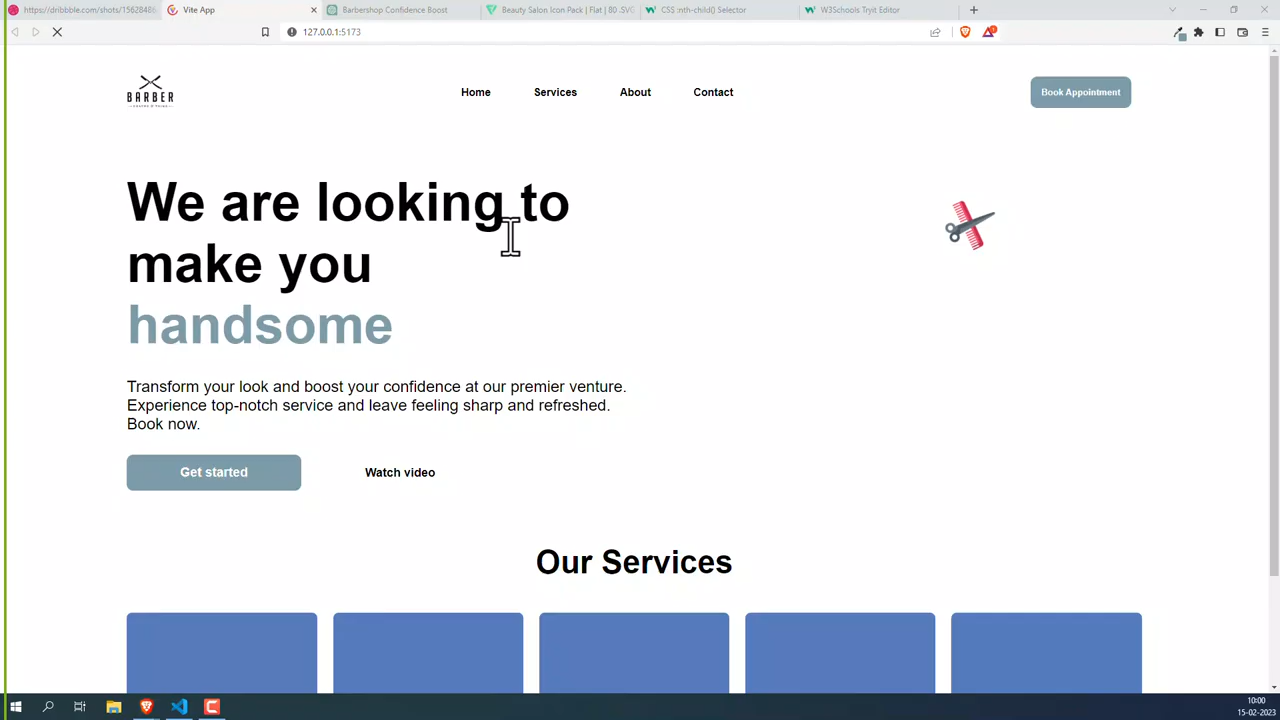 https://dribbble.com/shots/1562848
Vite App
Barbershop Confidence Boost
Beauty Salon Icon Pack | Flat | 80 .SVG
CSS :nth-child() Selector
W3Schools Tryit Editor
127.0.0.1:5173
BARBER
Home
Services
About
Contact
Book Appointment
We are looking to
make you
handsome
Transform your look and boost your confidence at our premier venture.
Experience top-notch service and leave feeling sharp and refreshed.
Book now.
Get started
Watch video
Our Services
10:00
15-02-2023